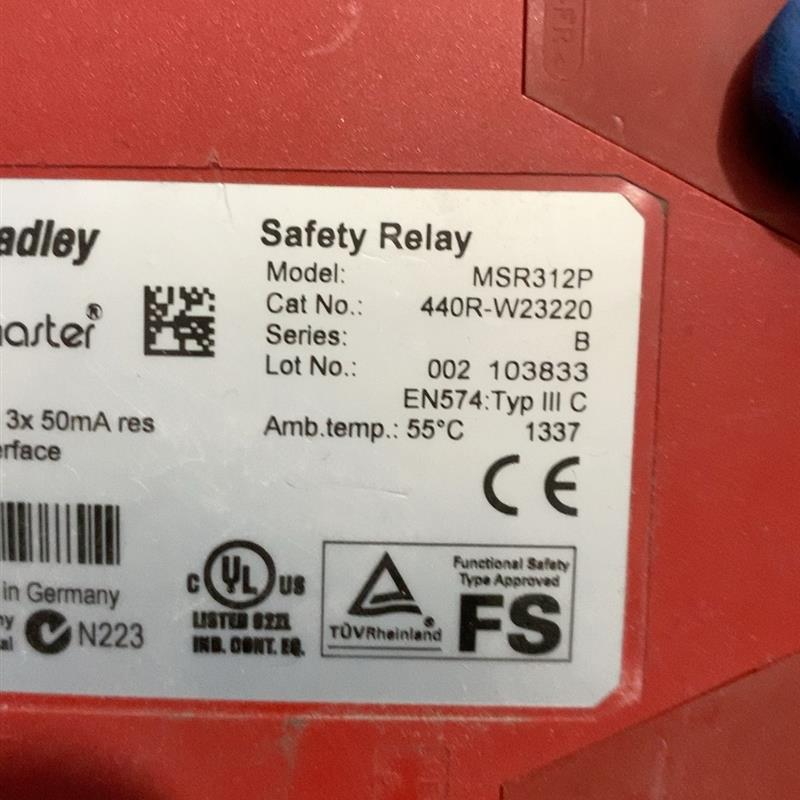 adley
Safety Relay
Model: MSR312P
Cat No.: 440R-W23220
aster®
Series: B
Lot No.: 002 103833
EN574:Typ III C
3x 50mA res
Amb.temp.: 55°C 1337
erface
CE
Functional Safety
Type Approved
C UL US
in Germany
LISTED
FS
TÜVRheinland®
N223
IND. CONT. EQ.